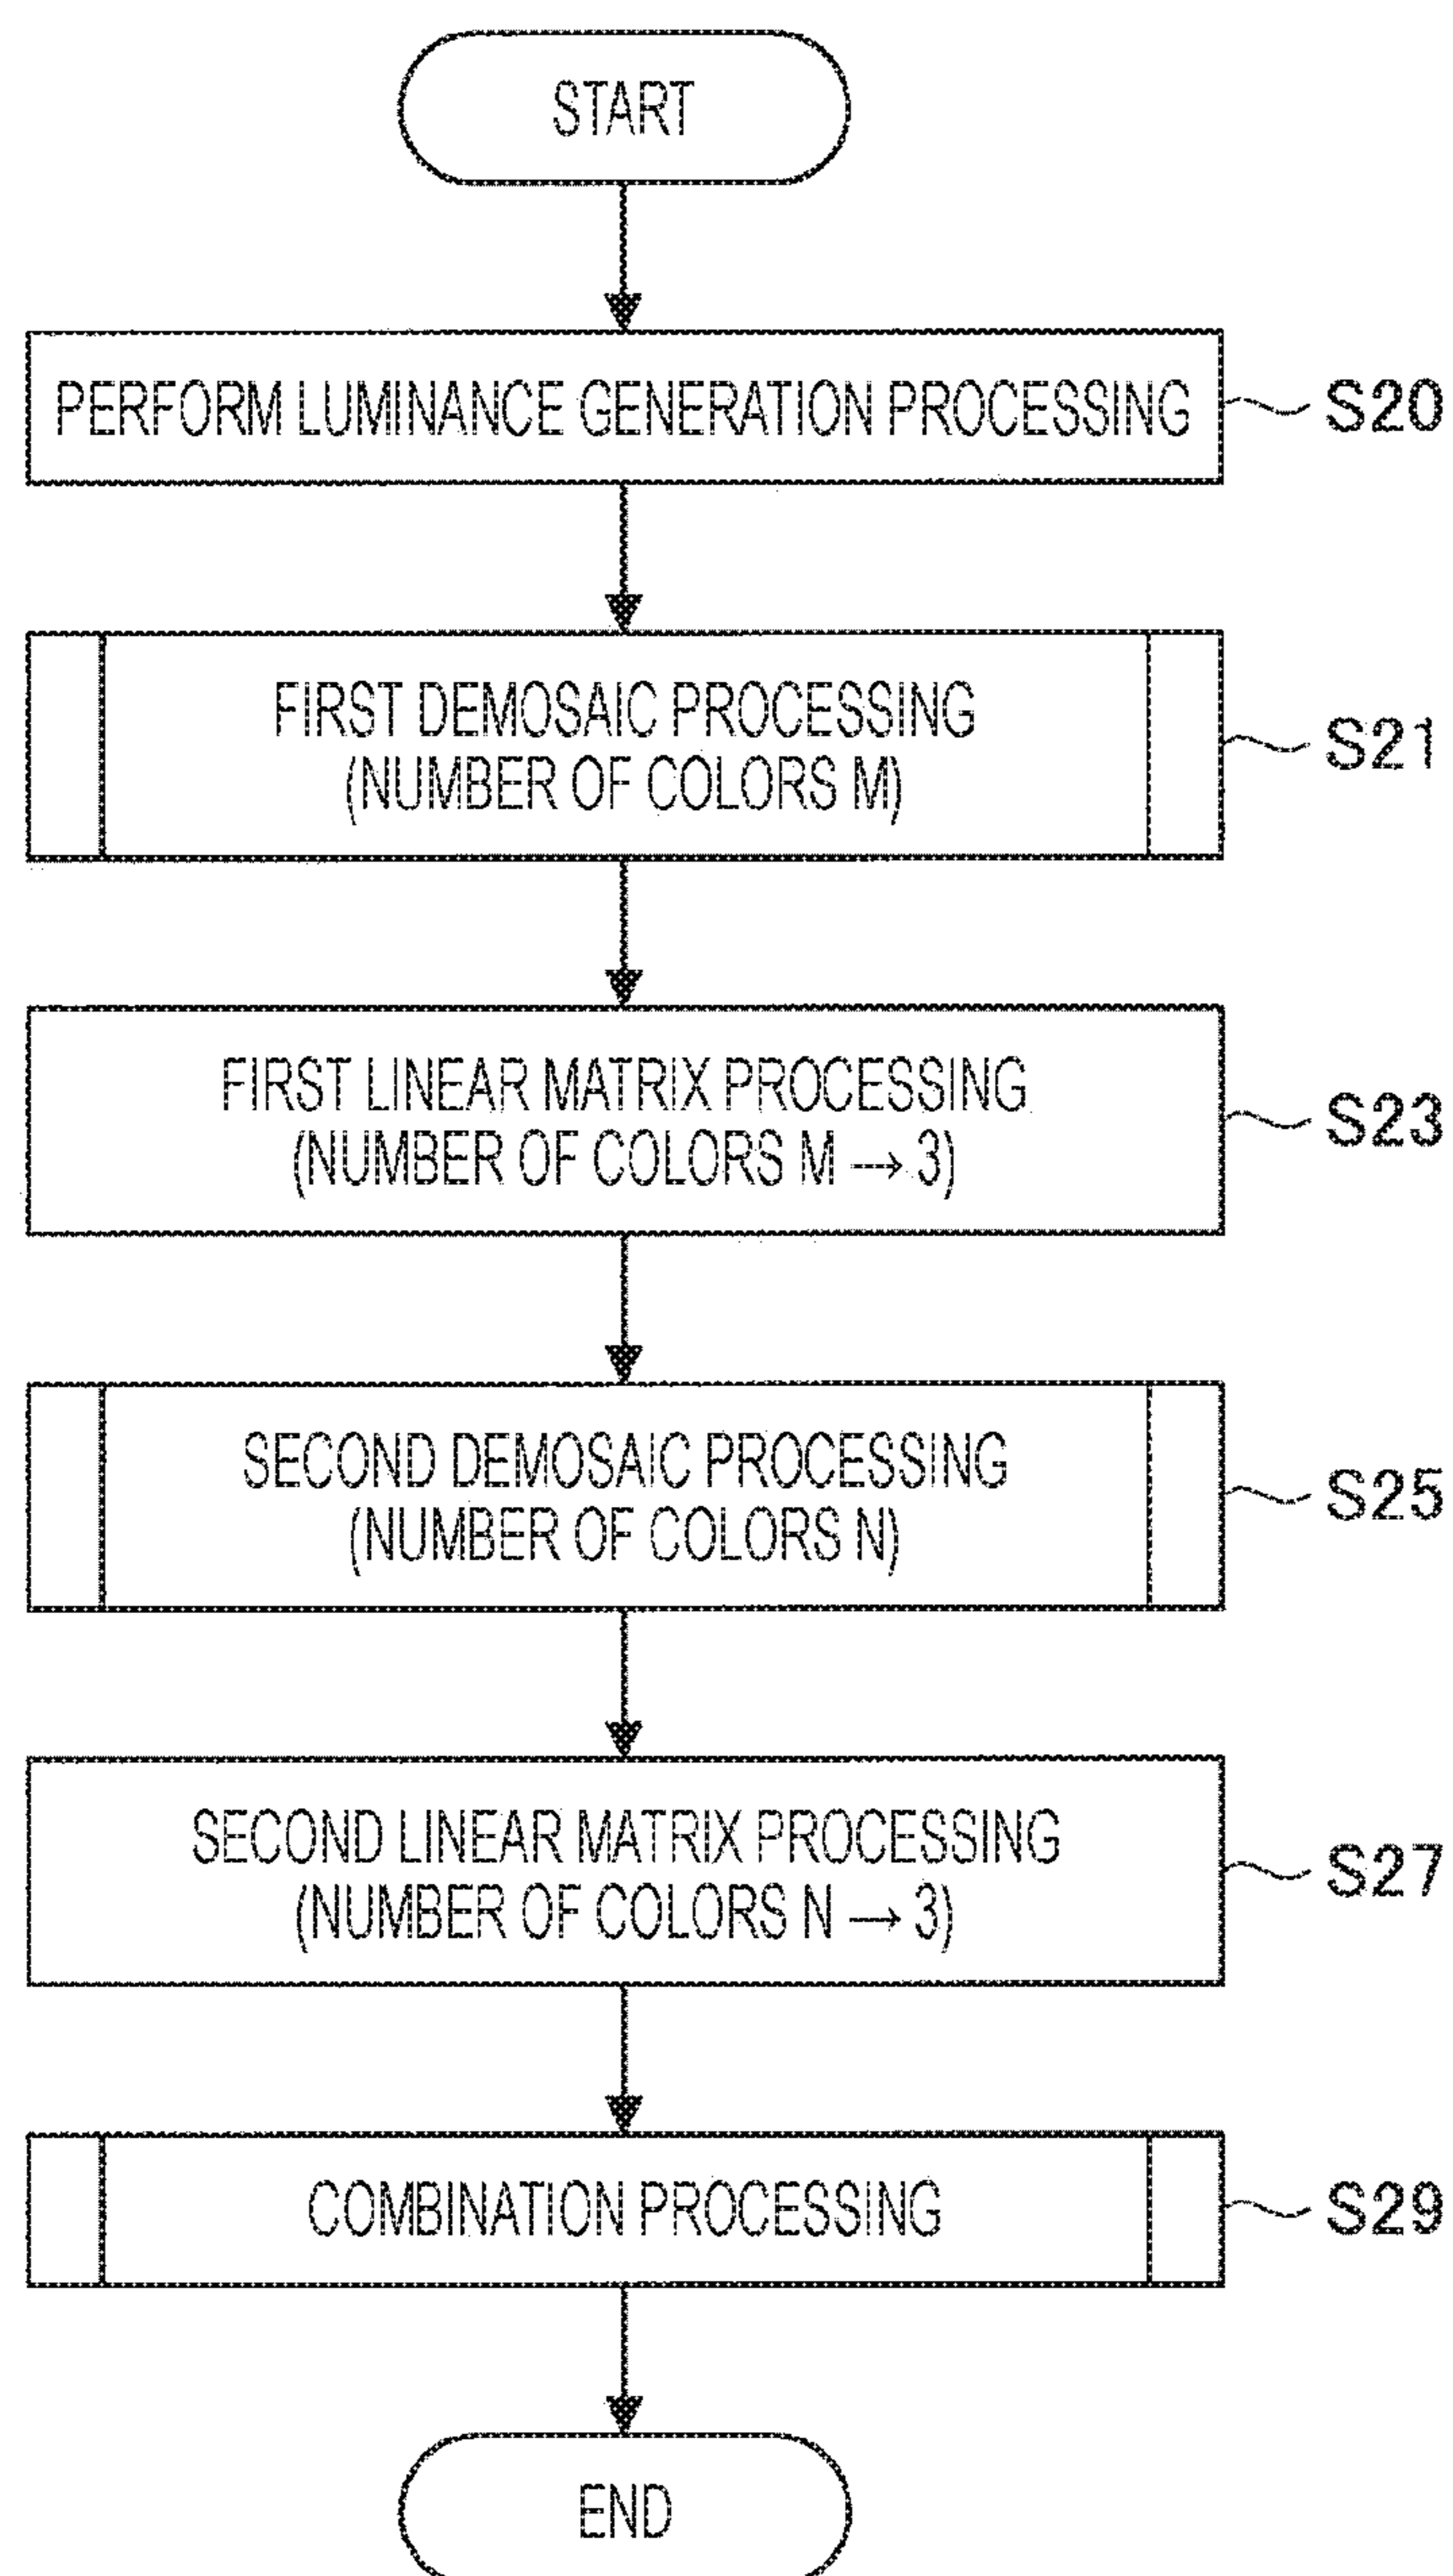 START
PERFORM LUMINANCE GENERATION PROCESSING
S20
FIRST DEMOSAIC PROCESSING
(NUMBER OF COLORS M)
S21
FIRST LINEAR MATRIX PROCESSING
(NUMBER OF COLORS M → 3)
S23
SECOND DEMOSAIC PROCESSING
(NUMBER OF COLORS N)
S25
SECOND LINEAR MATRIX PROCESSING
(NUMBER OF COLORS N → 3)
S27
COMBINATION PROCESSING
S29
END